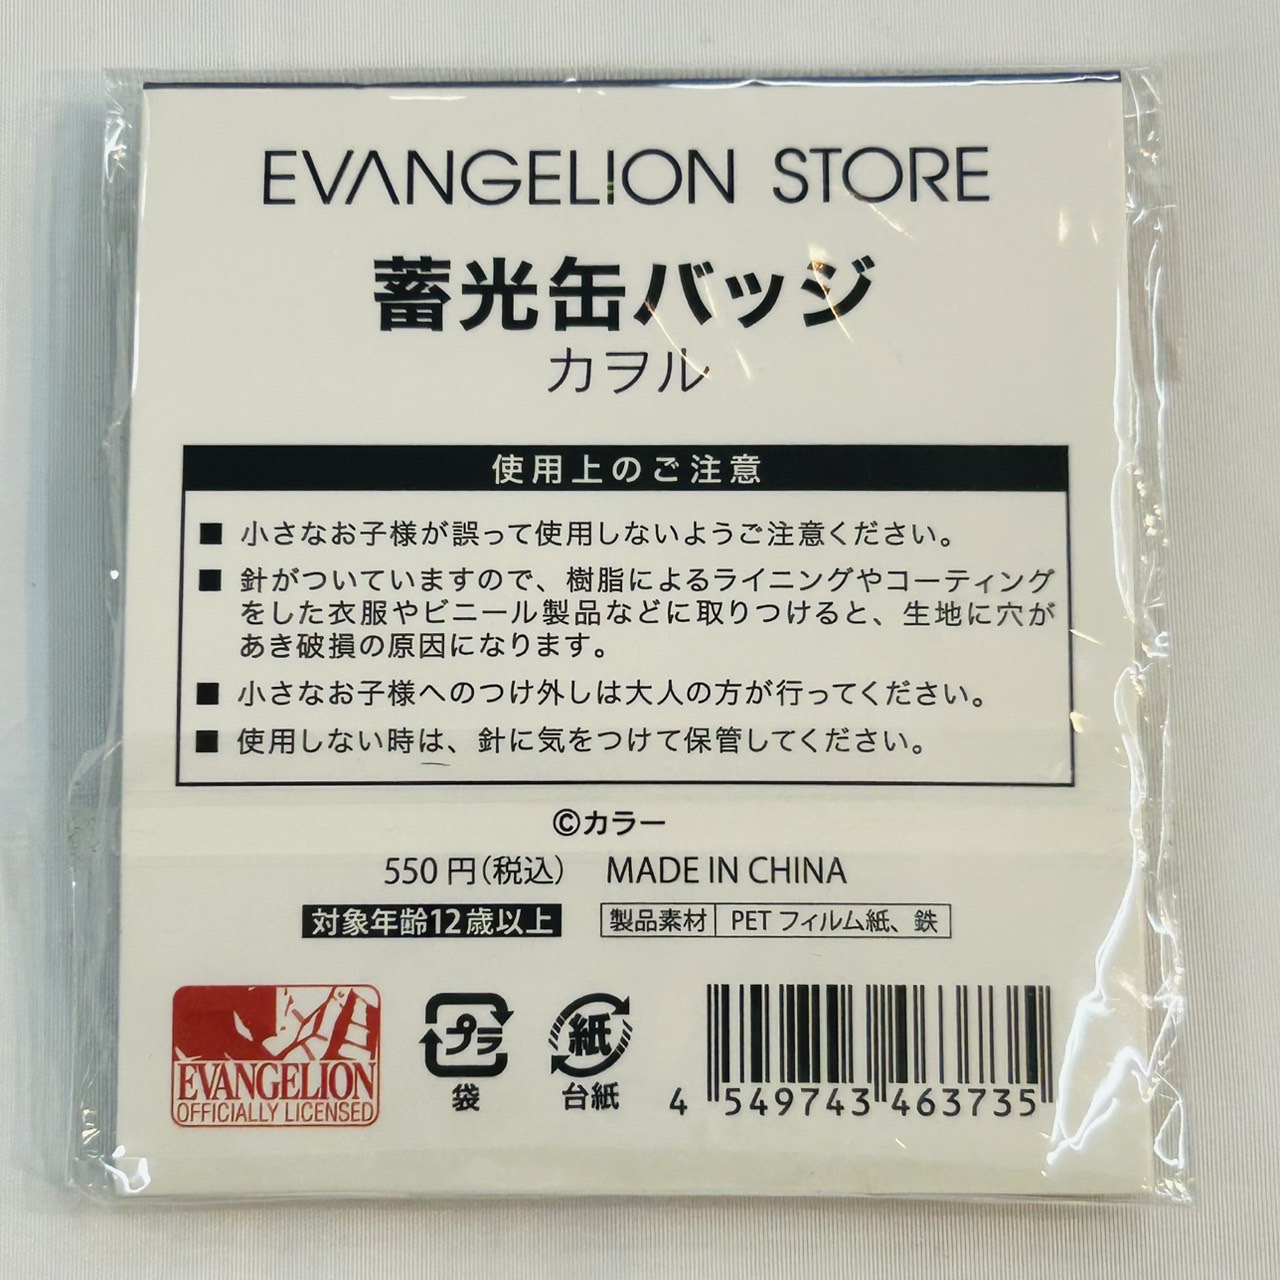 EVANGELION STORE
蓄光缶バッジ
カヲル
使用上のご注意
■ 小さなお子様が誤って使用しないようご注意ください。
■ 針がついていますので、樹脂によるライニングやコーティング
をした衣服やビニール製品などに取りつけると、生地に穴が
あき破損の原因になります。
■ 小さなお子様へのつけ外しは大人の方が行ってください。
■ 使用しない時は、針に気をつけて保管してください。
©カラー
550円(税込) MADE IN CHINA
対象年齢12歳以上 製品素材 PETフィルム紙、鉄
EVANGELION
OFFICIALLY LICENSED
プラ
袋
紙
台紙
4 549743 463735